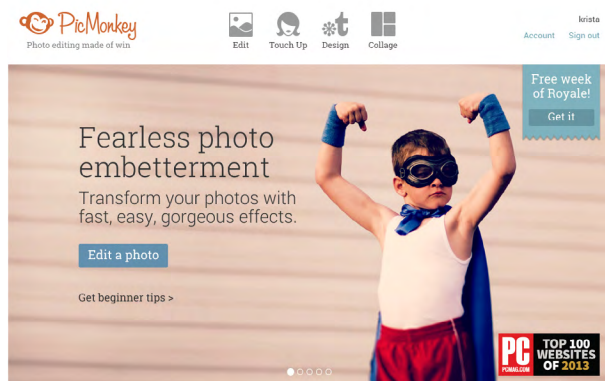 PicMonkey
Photo editing made of win
Edit
Touch Up
Design
Collage
krista
Account
Sign out
Free week
of Royale!
Get it
Fearless photo
embetterment
Transform your photos with
fast, easy, gorgeous effects.
Edit a photo
Get beginner tips >
PC
PCMAG.COM
TOP 100
WEBSITES
OF 2013